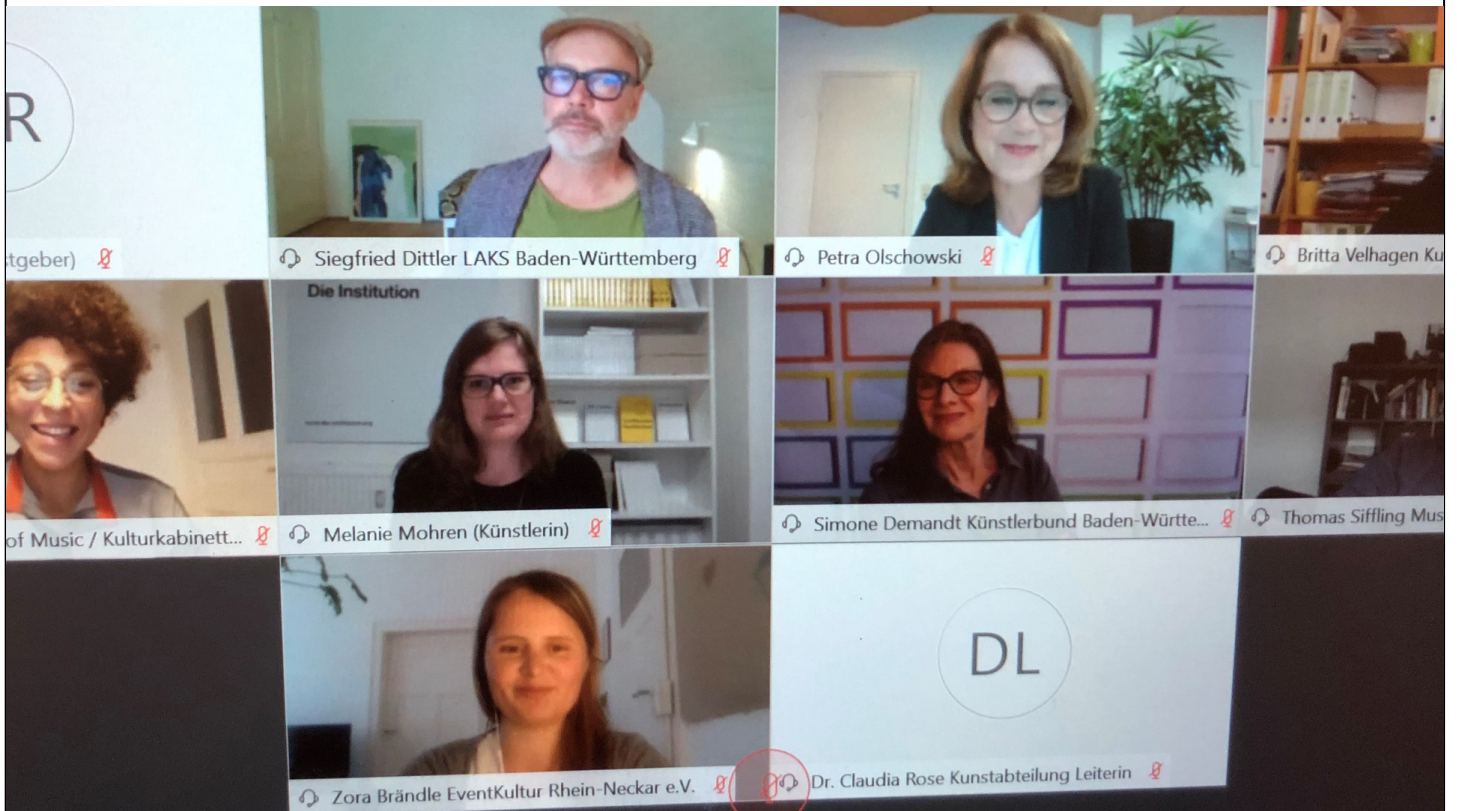 R
tgeber)
Siegfried Dittler LAKS Baden-Württemberg
Petra Olschowski
Britta Velhagen Ku
of Music / Kulturkabinett...
Die Institution
Melanie Mohren (Künstlerin)
Simone Demandt Künstlerbund Baden-Württe...
Thomas Siffling Mus
Zora Brändle EventKultur Rhein-Neckar e.V.
DL
Dr. Claudia Rose Kunstabteilung Leiterin